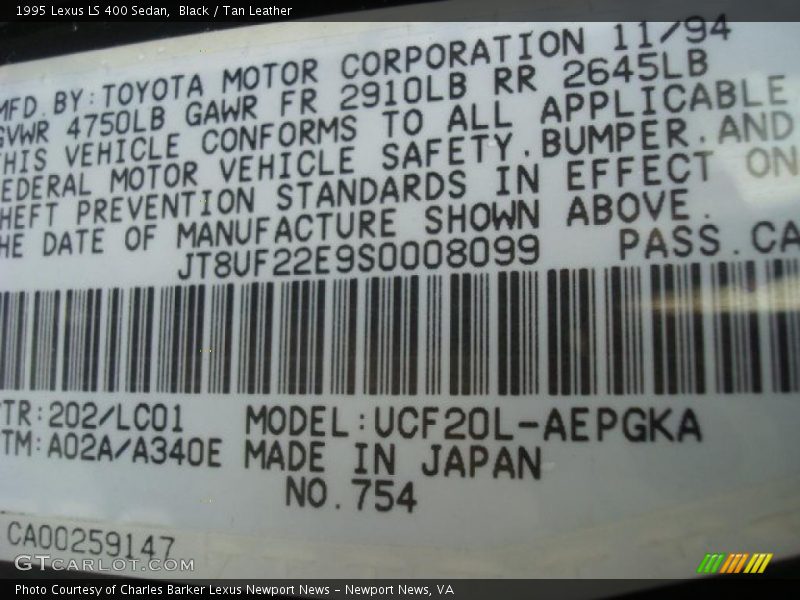 1995 Lexus LS 400 Sedan,  Black / Tan Leather
MFD.BY:TOYOTA MOTOR CORPORATION 11/94
GVWR 4750LB GAWR FR 2910LB RR 2645LB
THIS VEHICLE CONFORMS TO ALL APPLICABLE
FEDERAL MOTOR VEHICLE SAFETY.BUMPER.AND
THEFT PREVENTION STANDARDS IN EFFECT ON
THE DATE OF MANUFACTURE SHOWN ABOVE.
JT8UF22E9S0008099 PASS.CA
TR:202/LC01 MODEL:UCF20L-AEPGKA
TM:A02A/A340E MADE IN JAPAN
NO.754
CA00259147
GTCARLOT.COM
Photo Courtesy of Charles Barker Lexus Newport News – Newport News, VA